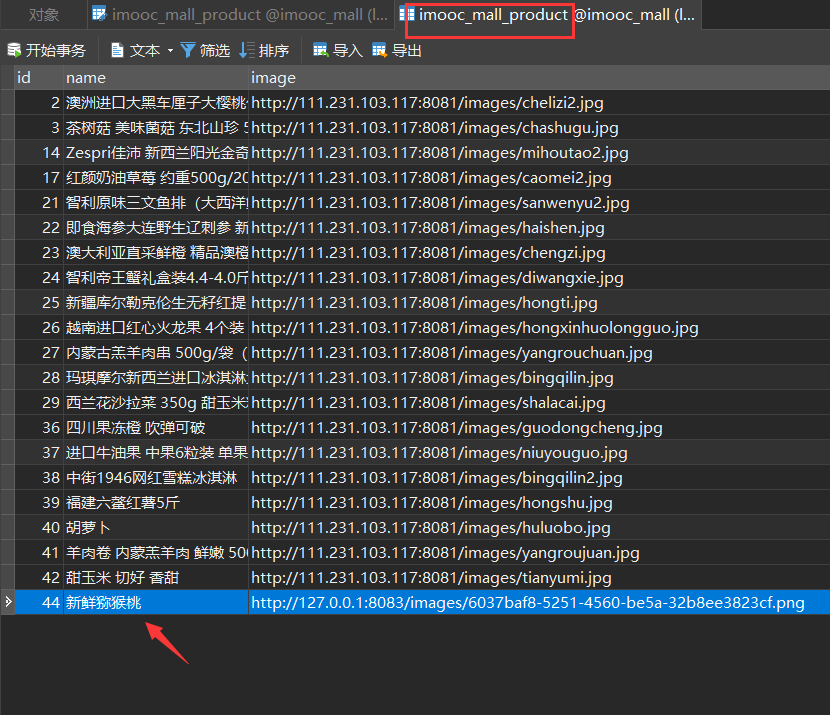 对象 imooc_mall_product @imooc_mall (l... imooc_mall_product @imooc_mall (l...
开始事务 文本 筛选 排序 导入 导出
id name image
2 澳洲进口大黑车厘子大樱桃 http://111.231.103.117:8081/images/chelizi2.jpg
3 茶树菇 美味菌菇 东北山珍 5 http://111.231.103.117:8081/images/chashugu.jpg
14 Zespri佳沛 新西兰阳光金奇 http://111.231.103.117:8081/images/mihoutao2.jpg
17 红颜奶油草莓 约重500g/20 http://111.231.103.117:8081/images/caomei2.jpg
21 智利原味三文鱼排（大西洋 http://111.231.103.117:8081/images/sanwenyu2.jpg
22 即食海参大连野生辽刺参 新 http://111.231.103.117:8081/images/haishen.jpg
23 澳大利亚直采鲜橙 精品澳橙 http://111.231.103.117:8081/images/chengzi.jpg
24 智利帝王蟹礼盒装4.4-4.0斤 http://111.231.103.117:8081/images/diwangxie.jpg
25 新疆库尔勒克伦生无籽红提 http://111.231.103.117:8081/images/hongti.jpg
26 越南进口红心火龙果 4个装 http://111.231.103.117:8081/images/hongxinhuolongguo.jpg
27 内蒙古羔羊肉串 500g/袋（ http://111.231.103.117:8081/images/yangrouchuan.jpg
28 玛琪摩尔新西兰进口冰淇淋 http://111.231.103.117:8081/images/bingqilin.jpg
29 西兰花沙拉菜 350g 甜玉米 http://111.231.103.117:8081/images/shalacai.jpg
36 四川果冻橙 吹弹可破 http://111.231.103.117:8081/images/guodongcheng.jpg
37 进口牛油果 中果6粒装 单果 http://111.231.103.117:8081/images/niuyouguo.jpg
38 中街1946网红雪糕冰淇淋 http://111.231.103.117:8081/images/bingqilin2.jpg
39 福建六鳌红薯5斤 http://111.231.103.117:8081/images/hongshu.jpg
40 胡萝卜 http://111.231.103.117:8081/images/huluobo.jpg
41 羊肉卷 内蒙羔羊肉 鲜嫩 500 http://111.231.103.117:8081/images/yangroujuan.jpg
42 甜玉米 切好 香甜 http://111.231.103.117:8081/images/tianyumi.jpg
44 新鲜猕猴桃 http://127.0.0.1:8083/images/6037baf8-5251-4560-be5a-32b8ee3823cf.png